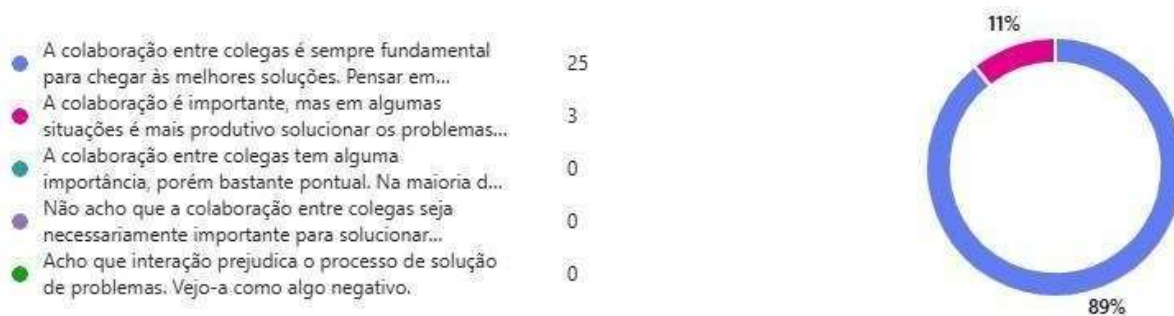 A colaboração entre colegas é sempre fundamental
para chegar às melhores soluções. Pensar em...
25
A colaboração é importante, mas em algumas
situações é mais produtivo solucionar os problemas...
3
A colaboração entre colegas tem alguma
importância, porém bastante pontual. Na maioria d...
0
Não acho que a colaboração entre colegas seja
necessariamente importante para solucionar...
0
Acho que interação prejudica o processo de solução
de problemas. Vejo-a como algo negativo.
0
11%
89%